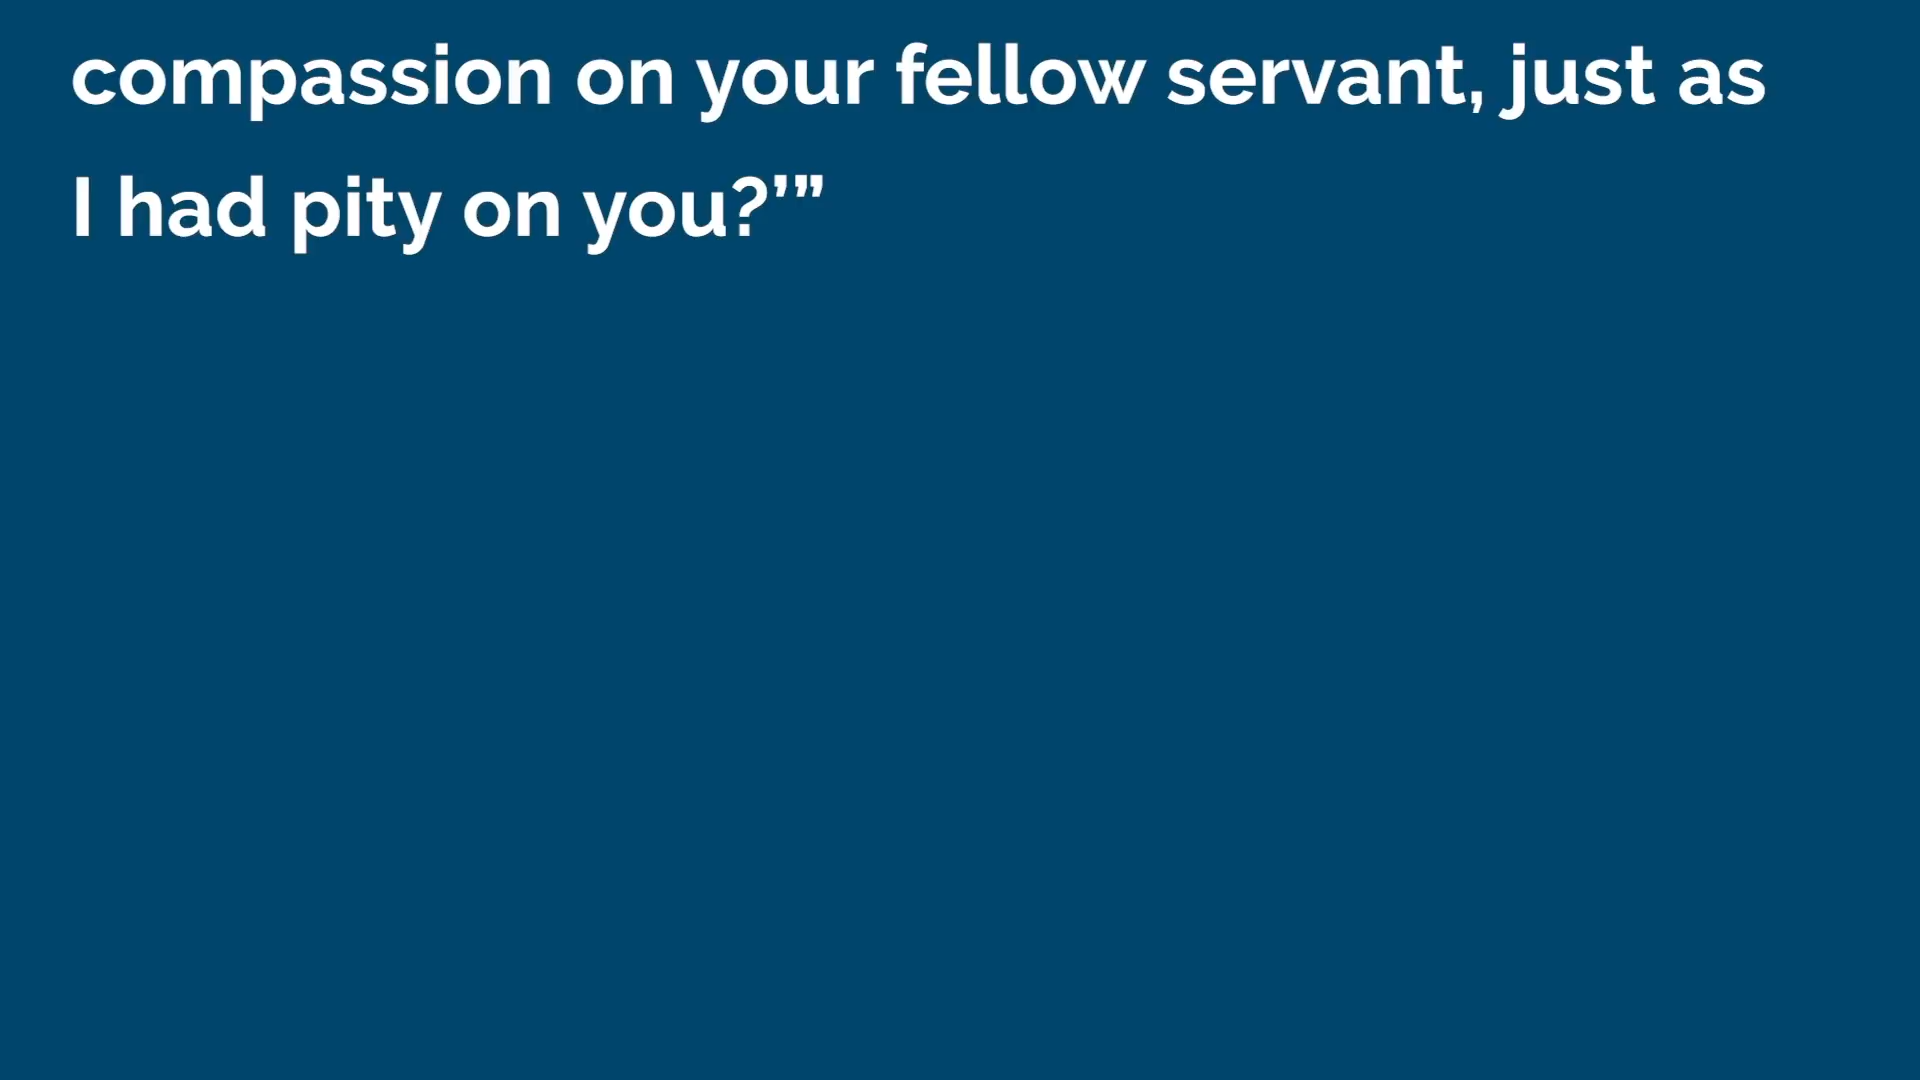 compassion on your fellow servant, just as
I had pity on you?’”